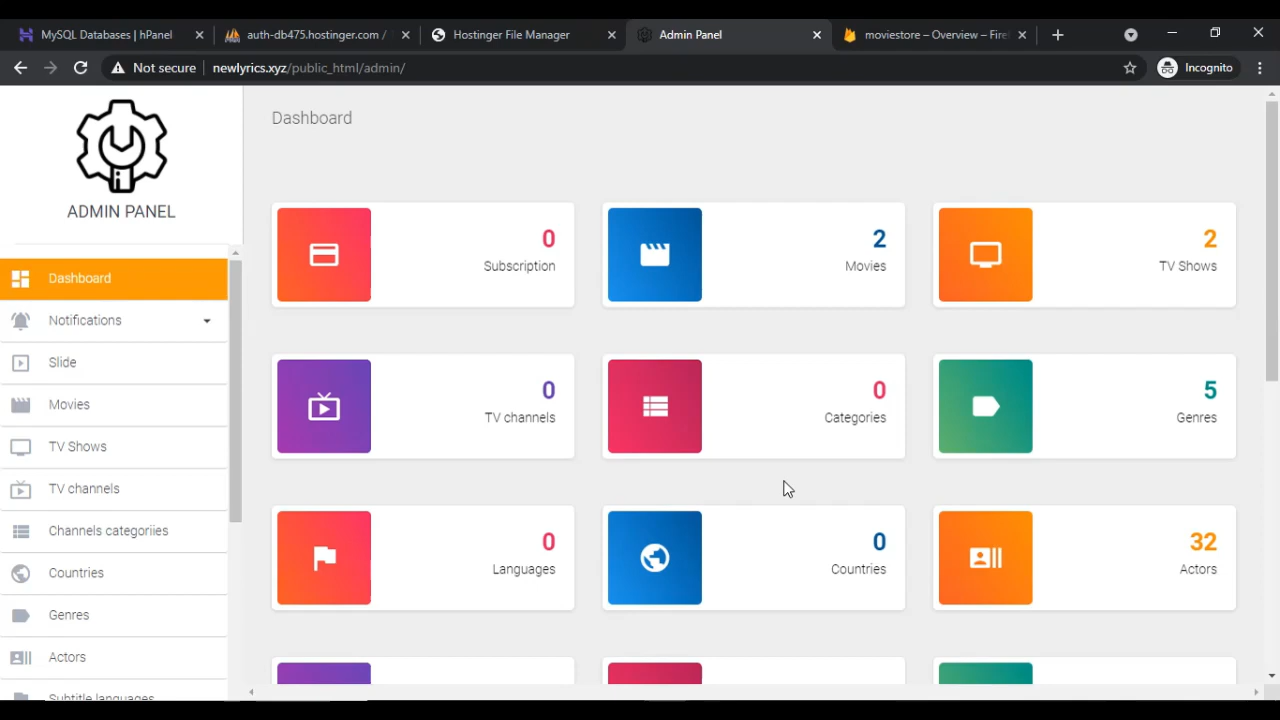 MySQL Databases | hPanel
auth-db475.hostinger.com /
Hostinger File Manager
Admin Panel
moviestore – Overview – Fire
Not secure
newlyrics.xyz/public_html/admin/
Incognito
ADMIN PANEL
Dashboard
Notifications
Slide
Movies
TV Shows
TV channels
Channels categoriies
Countries
Genres
Actors
Subtitle languages
Dashboard
0
Subscription
2
Movies
2
TV Shows
0
TV channels
0
Categories
5
Genres
0
Languages
0
Countries
32
Actors